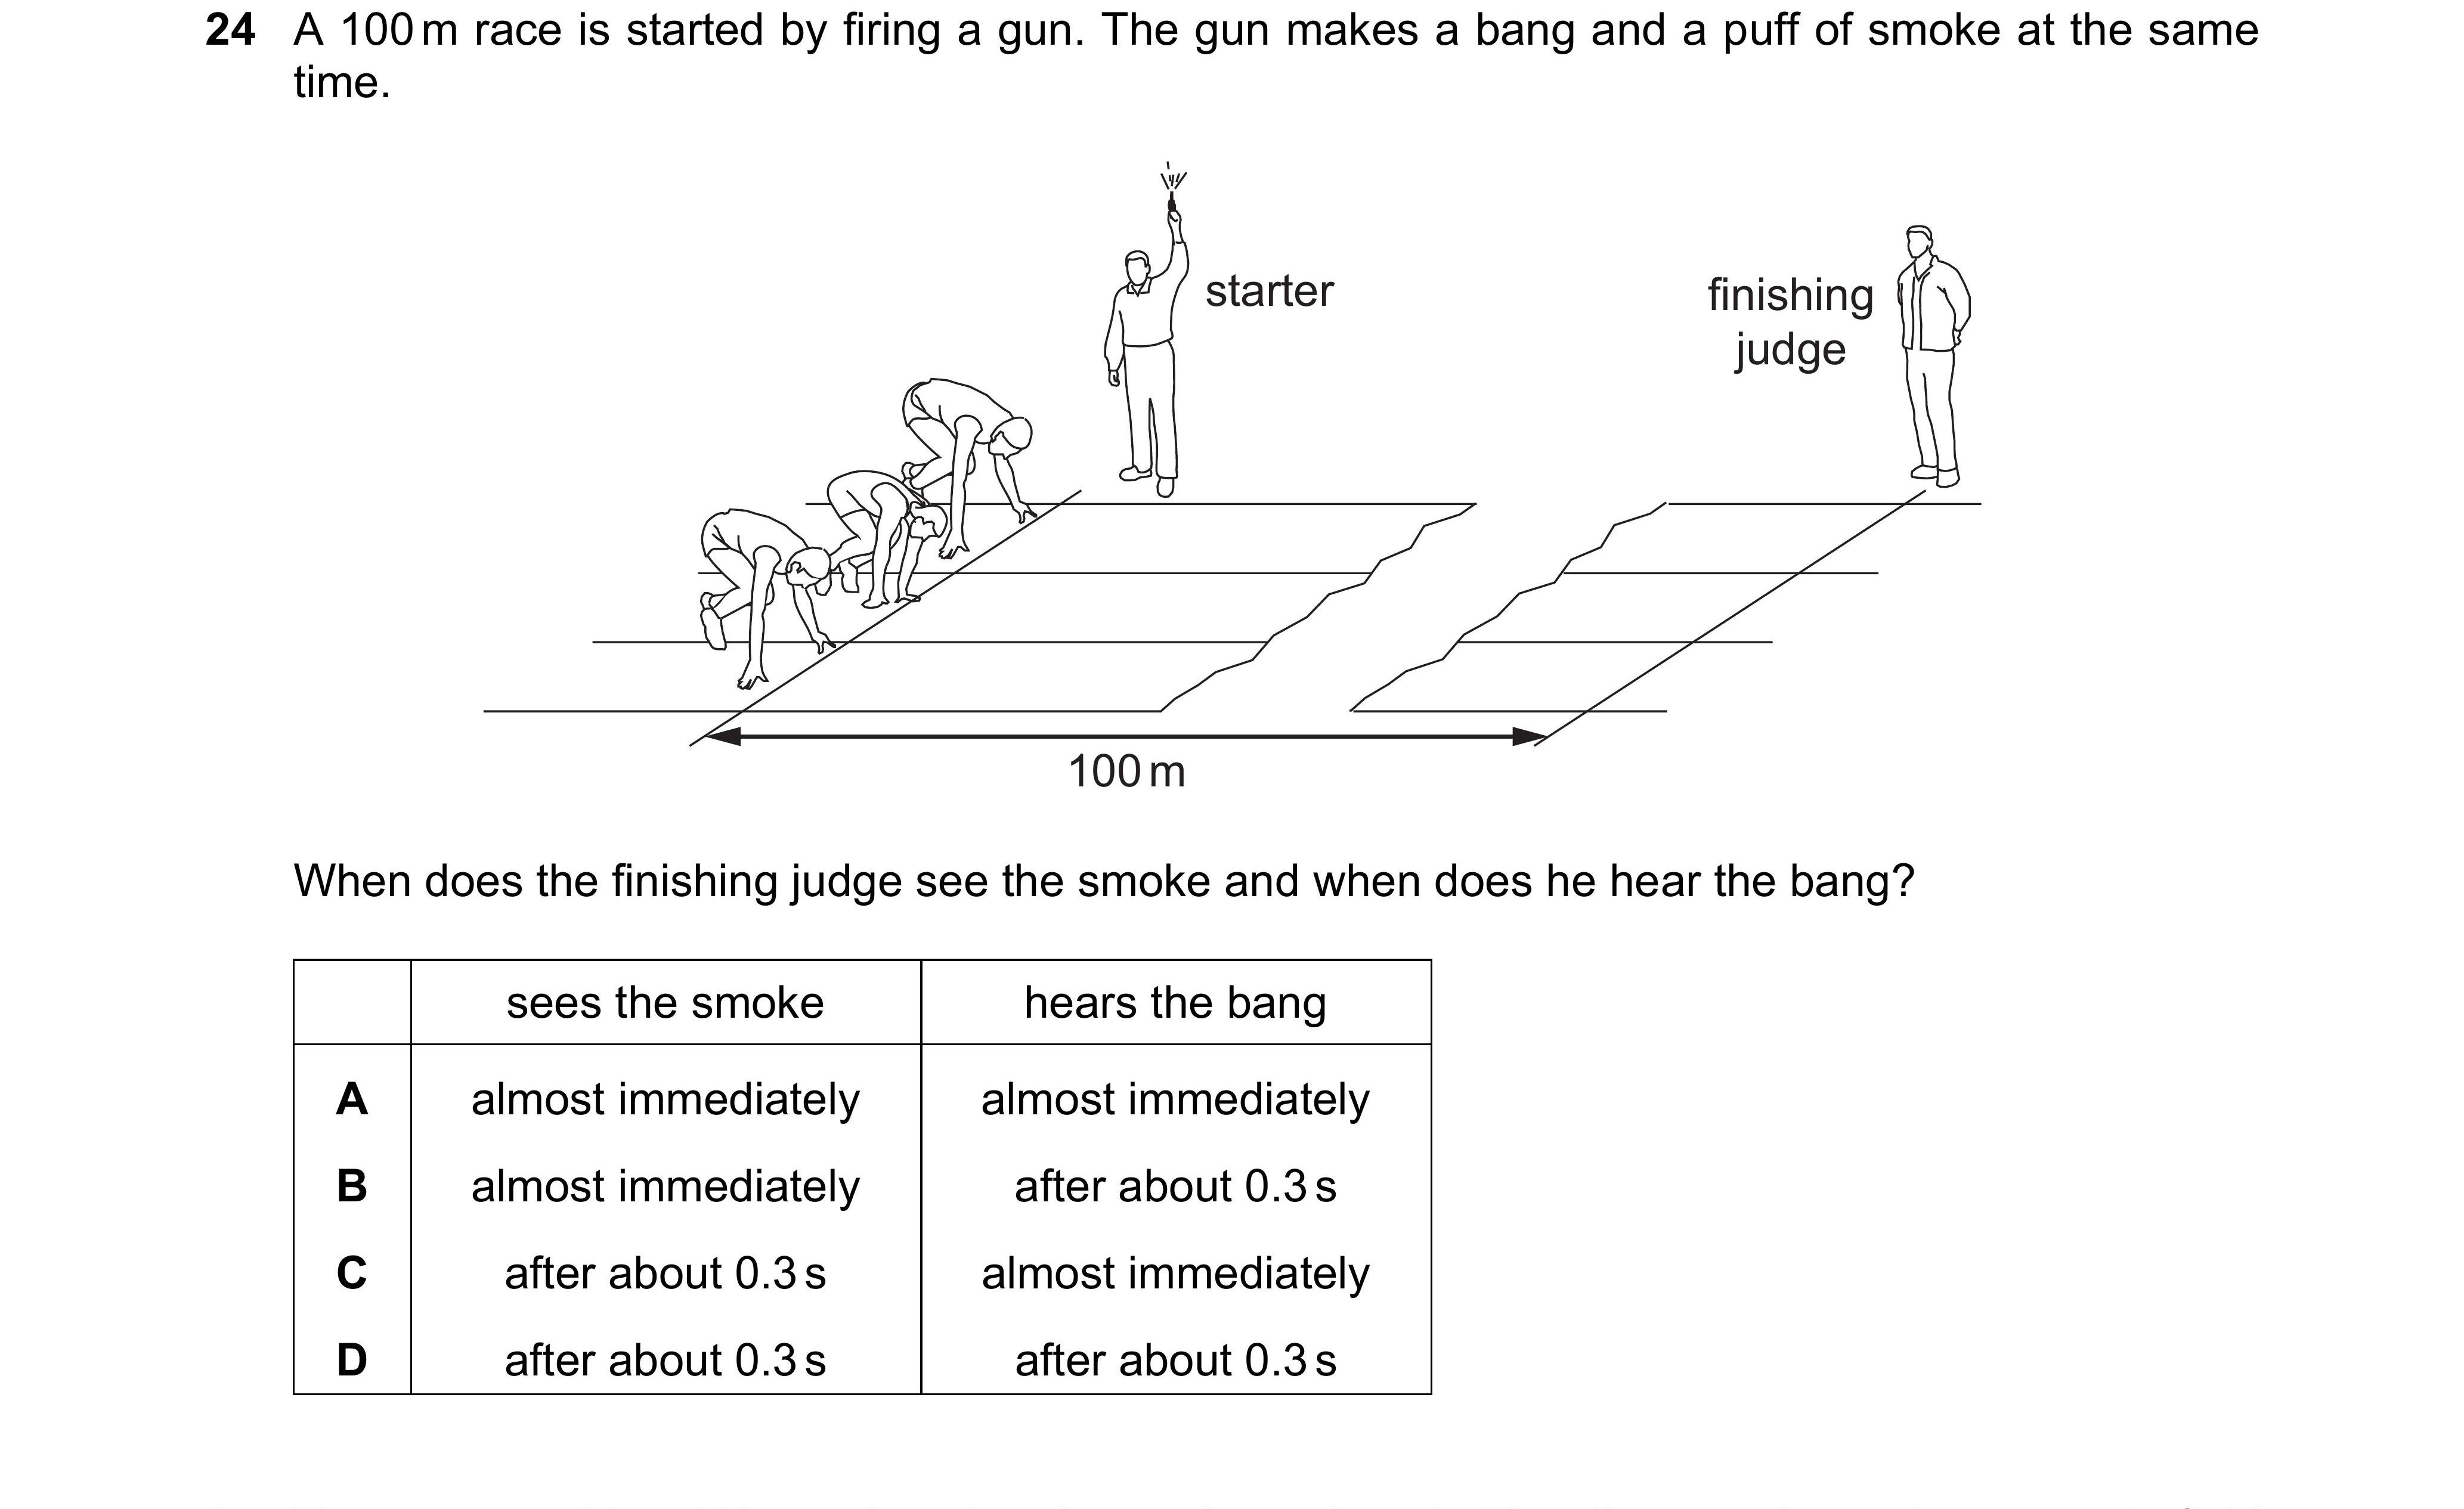 24 A 100 m race is started by firing a gun. The gun makes a bang and a puff of smoke at the same
time.
starter
finishing
judge
100 m
When does the finishing judge see the smoke and when does he hear the bang?
sees the smoke hears the bang
A almost immediately almost immediately
B almost immediately after about 0.3 s
C after about 0.3 s almost immediately
D after about 0.3 s after about 0.3 s